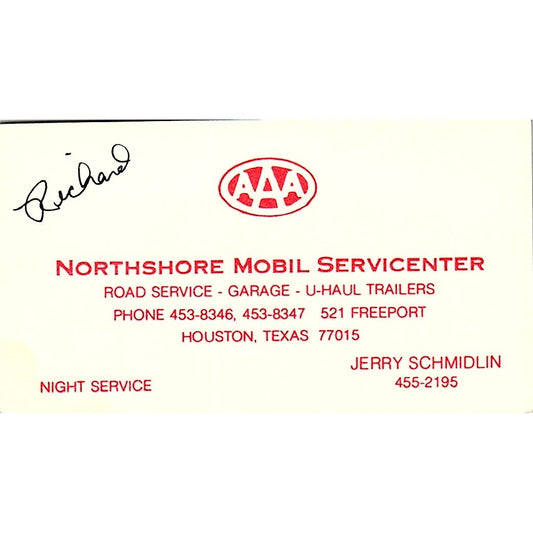 Richard
AAA
NORTHSHORE MOBIL SERVICENTER
ROAD SERVICE - GARAGE - U-HAUL TRAILERS
PHONE 453-8346, 453-8347 521 FREEPORT
HOUSTON, TEXAS 77015
JERRY SCHMIDLIN
NIGHT SERVICE 455-2195